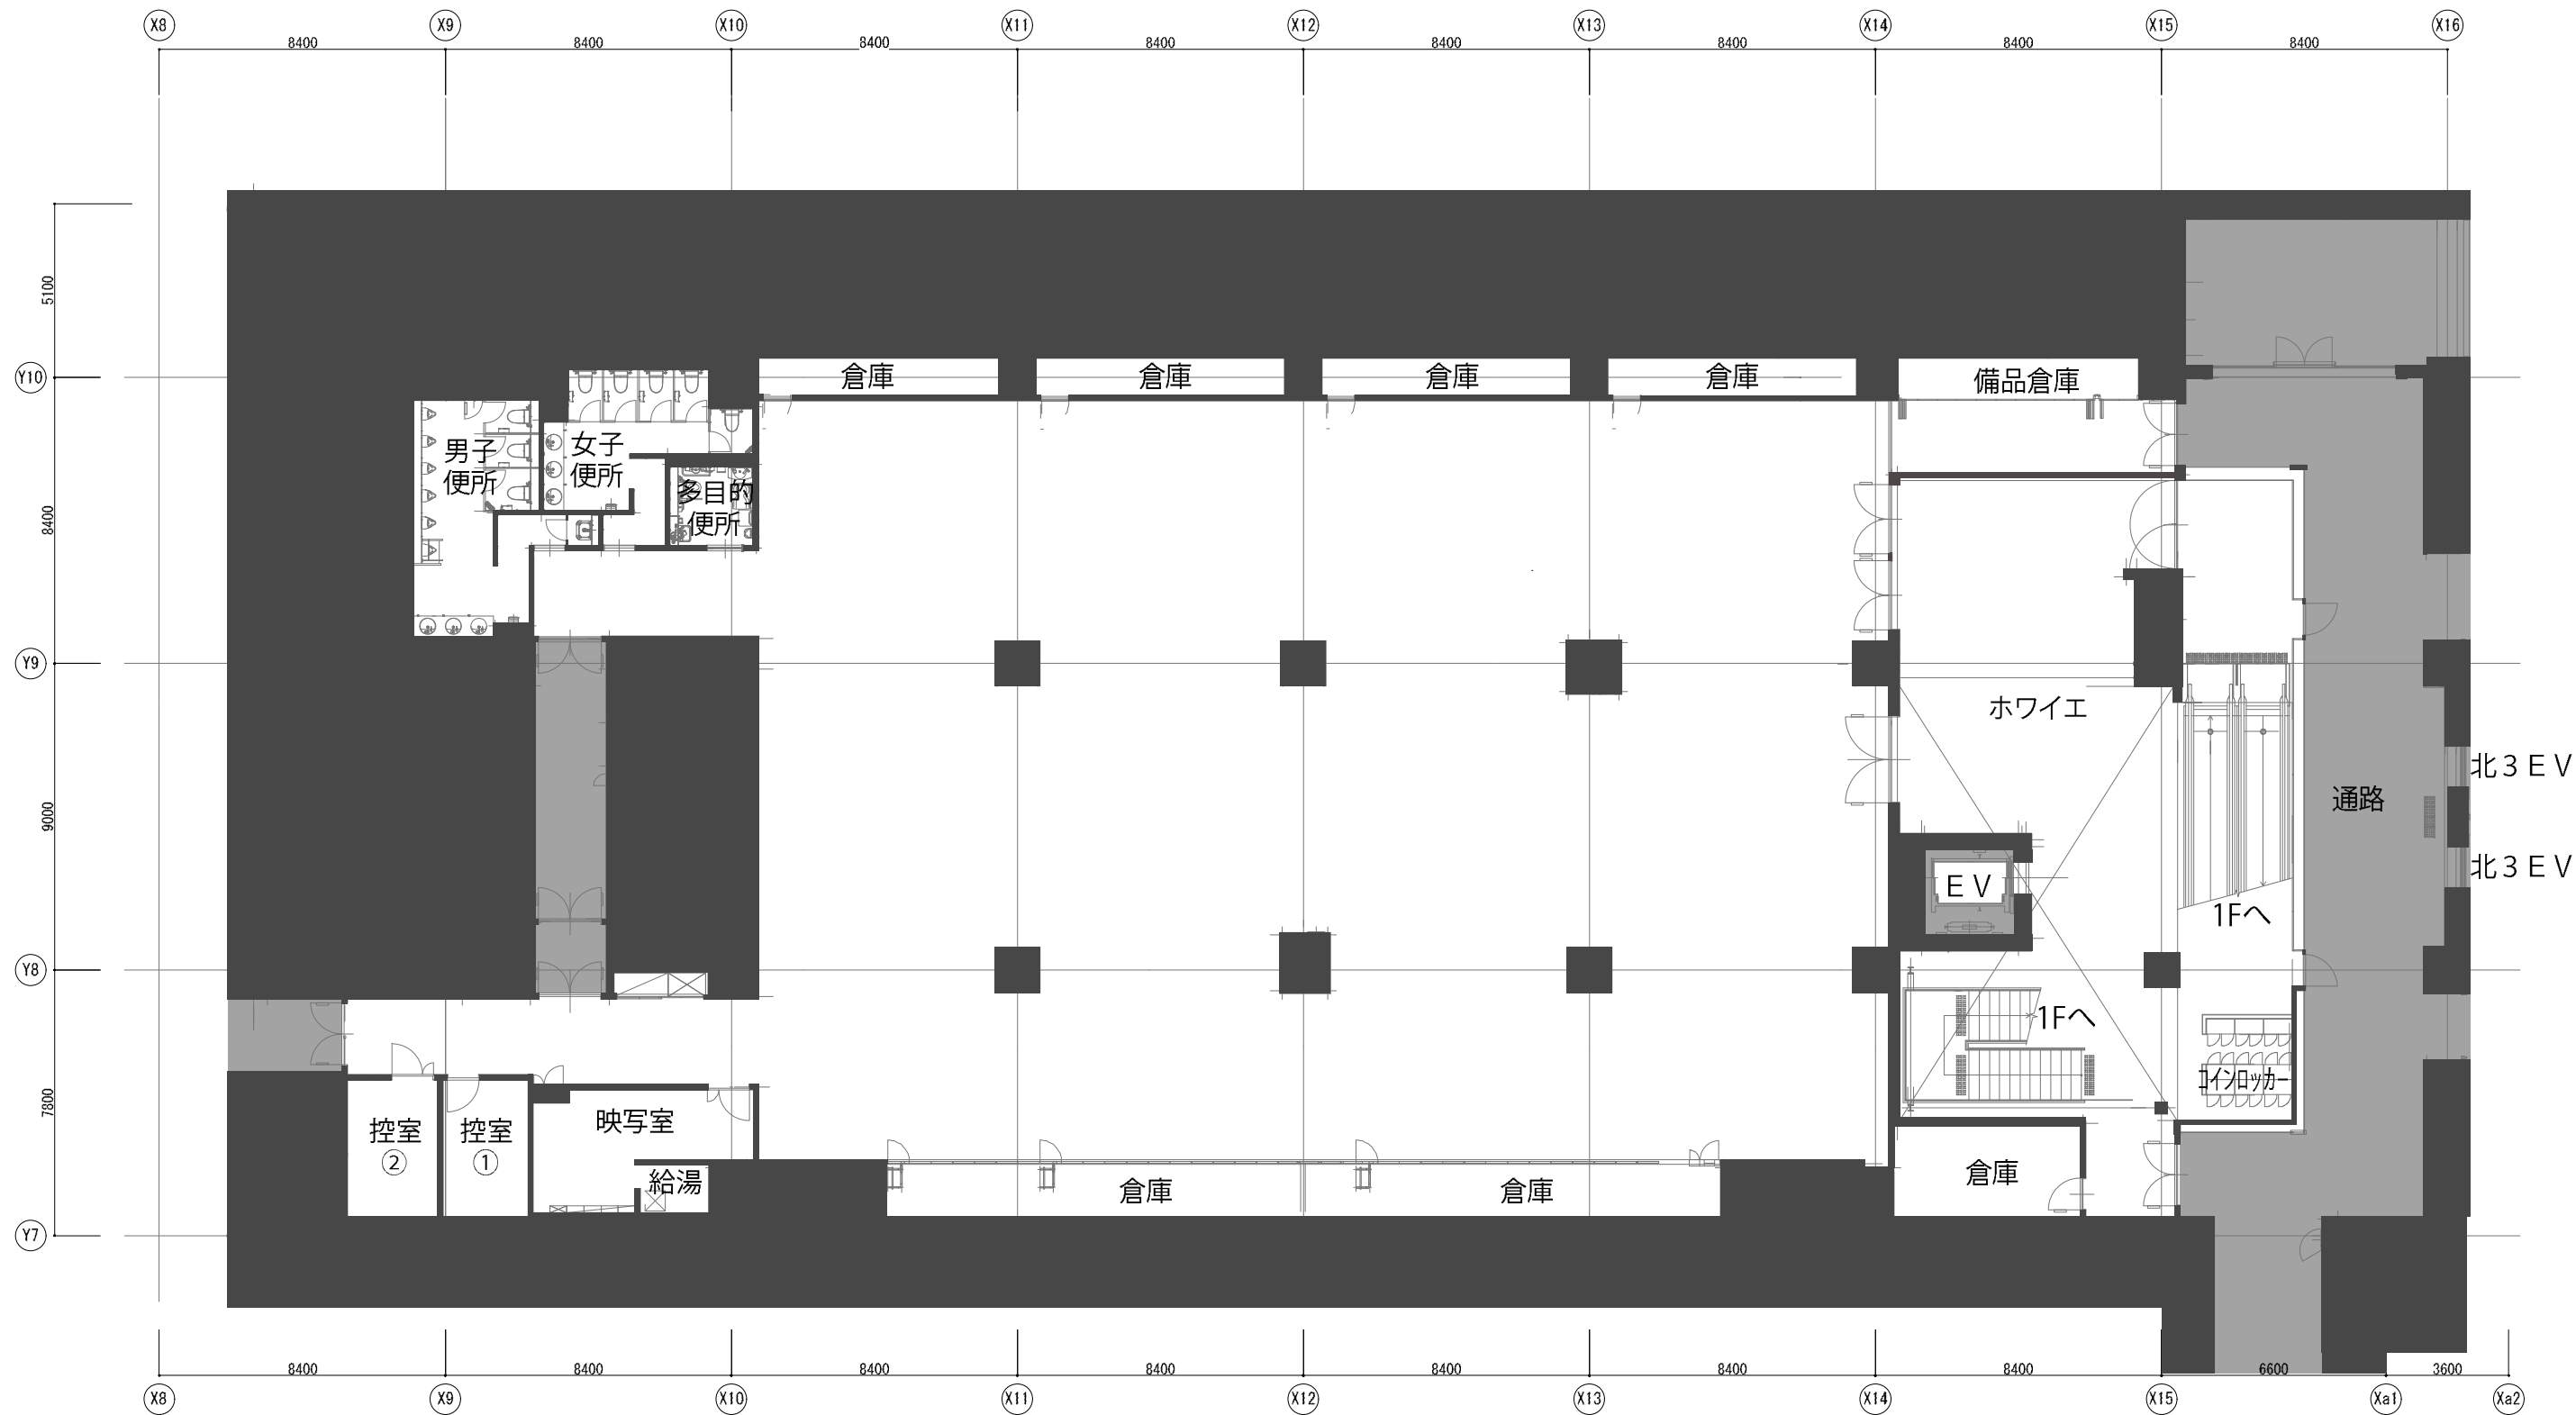 X8 X9 X10 X11 X12 X13 X14 X15 X16
8400 8400 8400 8400 8400 8400 8400 8400
5100
Y10
倉庫 倉庫 倉庫 倉庫 備品倉庫
男子
便所
女子
便所
多目的
便所
8400
Y9
ホワイエ
北3EV
通路
9000
北3EV
EV
1Fへ
Y8
1Fへ
コインロッカー
7800
映写室
控室
②
控室
①
給湯
倉庫
倉庫
倉庫
Y7
8400 8400 8400 8400 8400 8400 8400 6600 3600
X8 X9 X10 X11 X12 X13 X14 X15 Xa1 Xa2